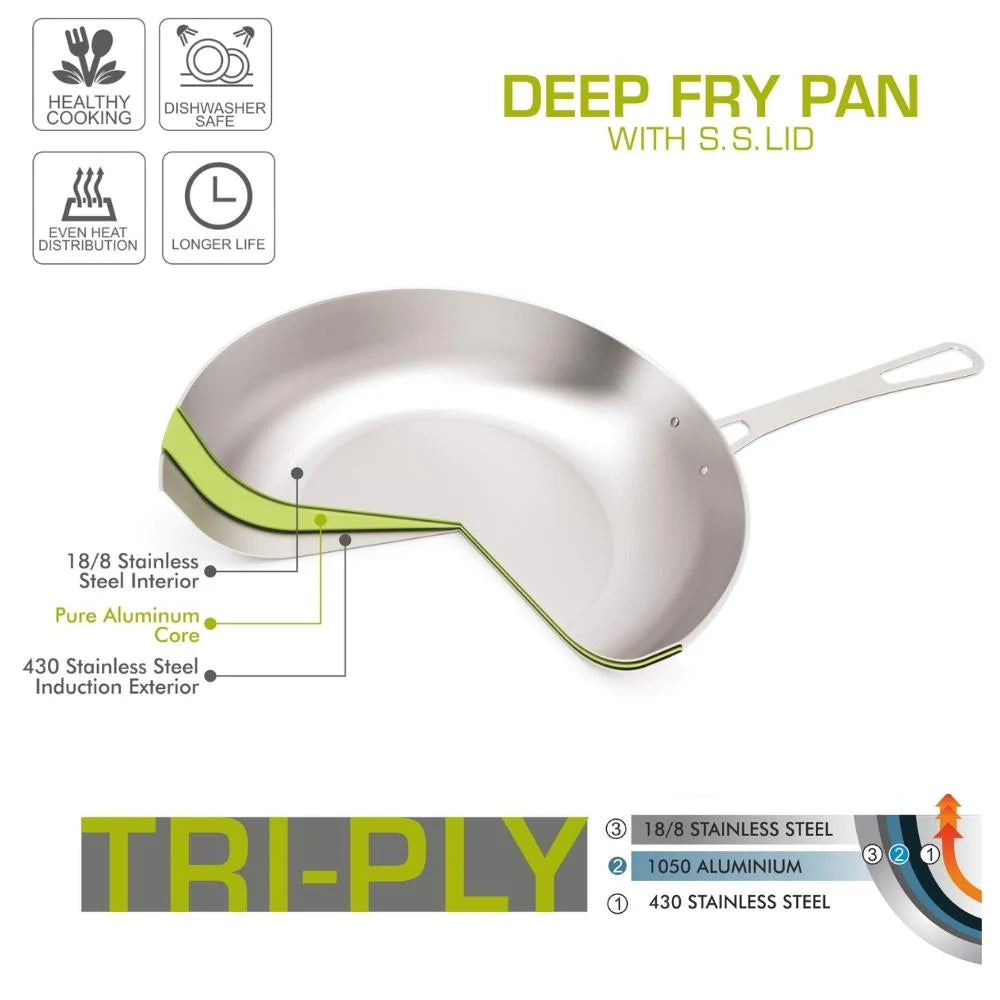 HEALTHY
COOKING
DISHWASHER
SAFE
EVEN HEAT
DISTRIBUTION
LONGER LIFE
DEEP FRY PAN
WITH S.S.LID
18/8 Stainless
Steel Interior
Pure Aluminum
Core
430 Stainless Steel
Induction Exterior
TRI-PLY
3 18/8 STAINLESS STEEL
2 1050 ALUMINIUM
1 430 STAINLESS STEEL
3 2 1